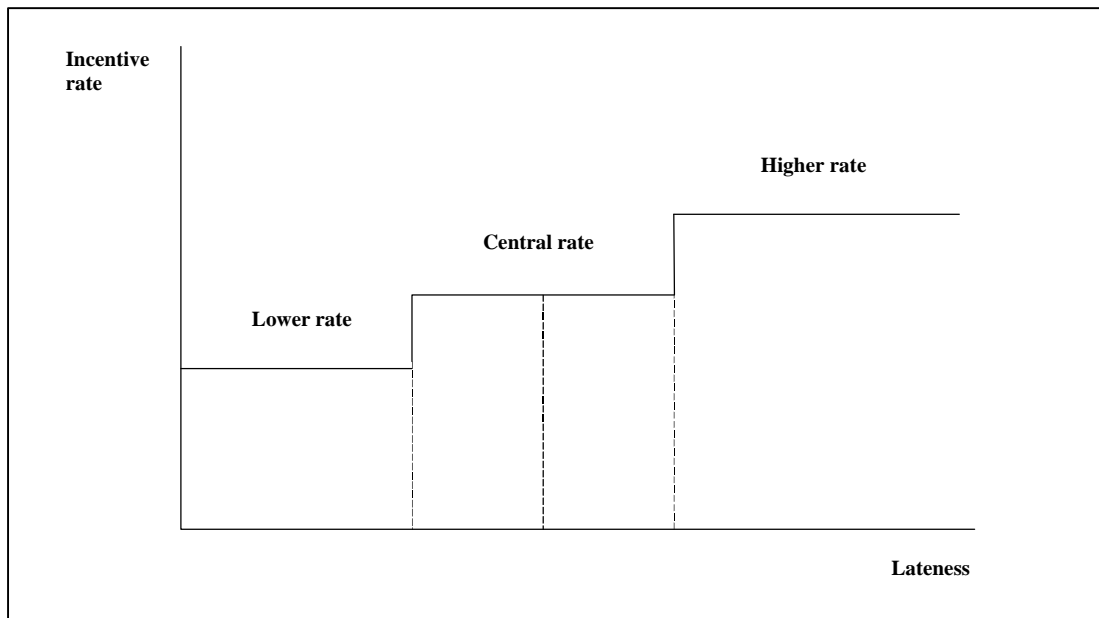 Incentive
rate
Higher rate
Central rate
Lower rate
Lateness